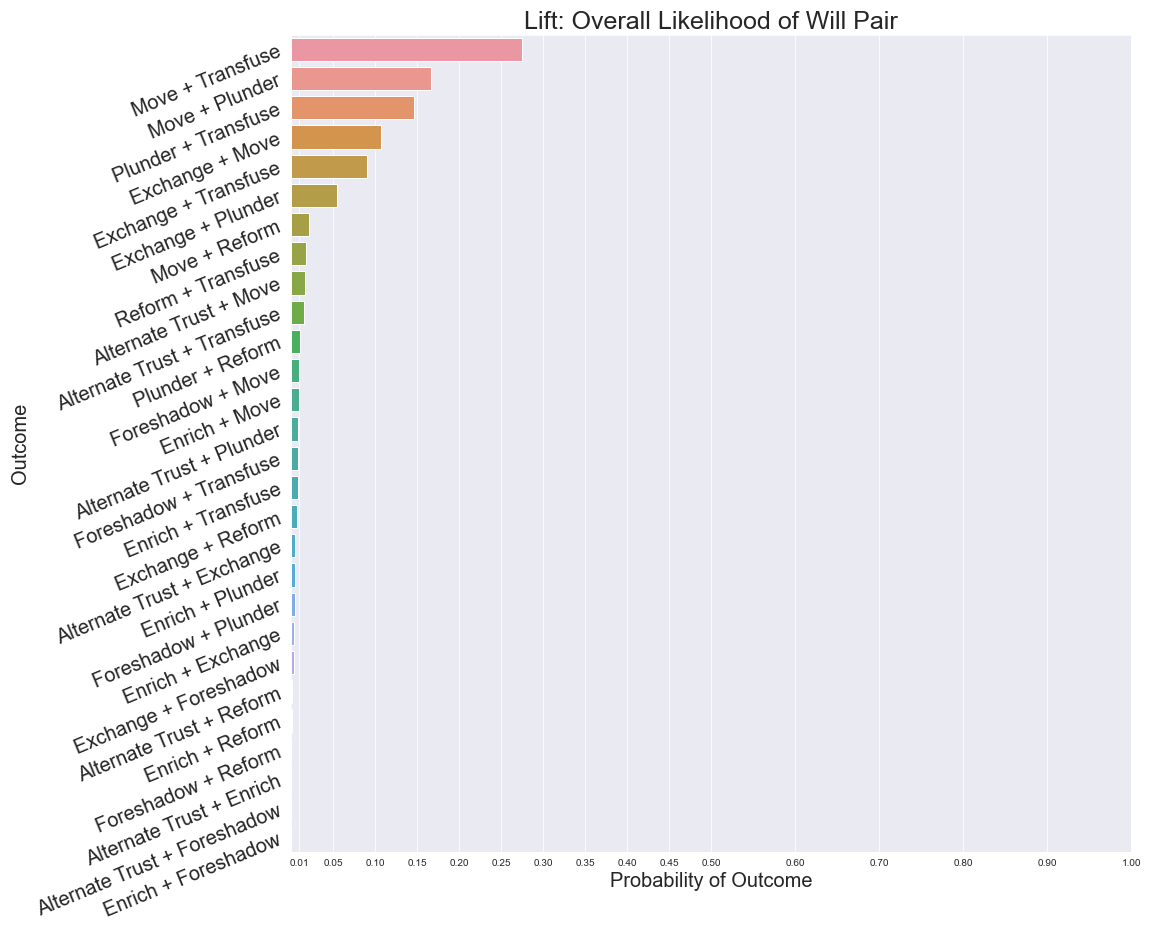 Lift: Overall Likelihood of Will Pair
Move + Transfuse
Move + Plunder
Plunder + Transfuse
Exchange + Move
Exchange + Transfuse
Exchange + Plunder
Move + Reform
Reform + Transfuse
Alternate Trust + Move
Alternate Trust + Transfuse
Plunder + Reform
Foreshadow + Move
Enrich + Move
Alternate Trust + Plunder
Foreshadow + Transfuse
Enrich + Transfuse
Exchange + Reform
Alternate Trust + Exchange
Enrich + Plunder
Foreshadow + Plunder
Enrich + Exchange
Exchange + Foreshadow
Alternate Trust + Reform
Enrich + Reform
Foreshadow + Reform
Alternate Trust + Enrich
Alternate Trust + Foreshadow
Enrich + Foreshadow
Outcome
0.01 0.05 0.10 0.15 0.20 0.25 0.30 0.35 0.40 0.45 0.50 0.60 0.70 0.80 0.90 1.00
Probability of Outcome